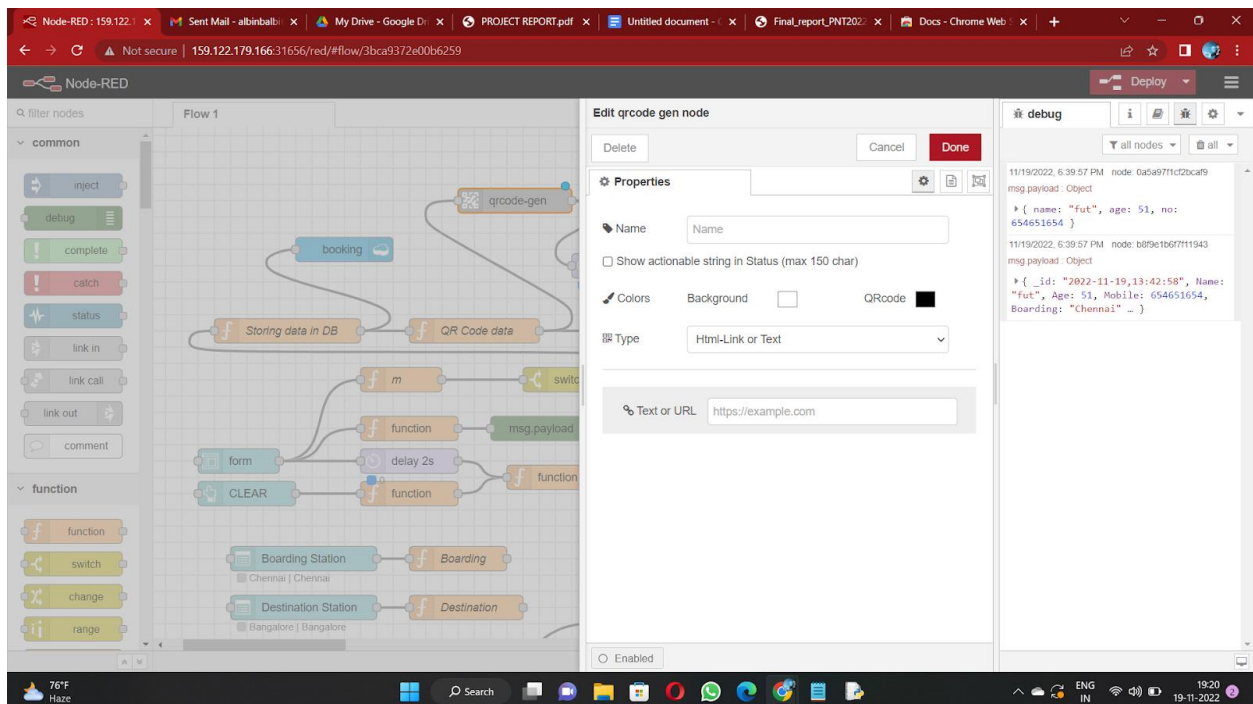 Node-RED : 159.122.1
Sent Mail - albinbalbi
My Drive - Google Dri
PROJECT REPORT.pdf
Untitled document - G
Final_report_PNT2022
Docs - Chrome Web S
Not secure | 159.122.179.166:31656/red/#flow/3bca9372e00b6259
Node-RED
Deploy
filter nodes
common
inject
debug
complete
catch
status
link in
link call
link out
comment
function
function
switch
change
range
Flow 1
qrcode-gen
booking
Storing data in DB
QR Code data
m
switc
function
msg.payload
form
delay 2s
function
CLEAR
function
Boarding Station
Boarding
Chennai | Chennai
Destination Station
Destination
Bangalore | Bangalore
Edit qrcode gen node
Delete
Cancel
Done
Properties
Name
Name
Show actionable string in Status (max 150 char)
Colors
Background
QRcode
Type
Html-Link or Text
Text or URL
https://example.com
Enabled
debug
i
all nodes
all
11/19/2022, 6:39:57 PM node: 0a5a97f1cf2bcaf9
msg.payload : Object
{ name: "fut", age: 51, no:
654651654 }
11/19/2022, 6:39:57 PM node: b8f9e1b6f7f11943
msg.payload : Object
{ _id: "2022-11-19,13:42:58", Name:
"fut", Age: 51, Mobile: 654651654,
Boarding: "Chennai" … }
76°F
Haze
Search
ENG
IN
19:20
19-11-2022
2